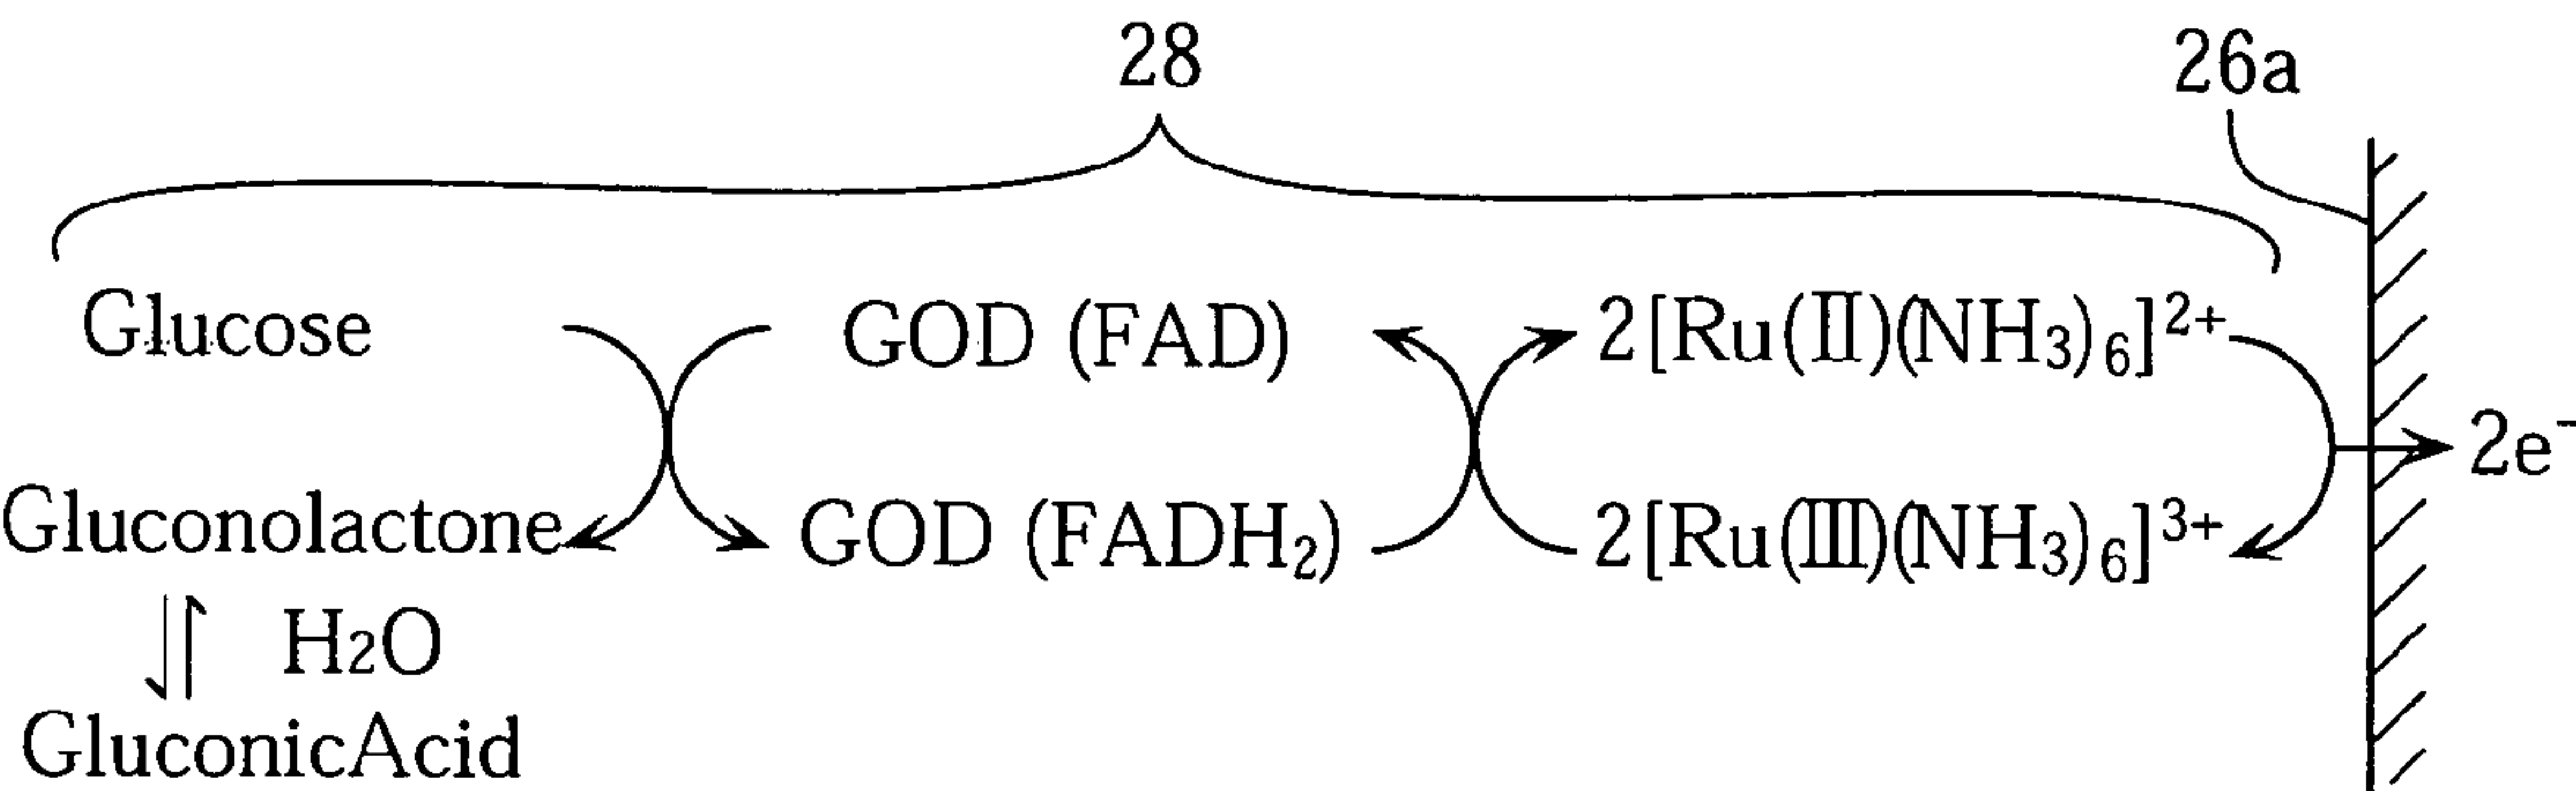 28
26a
Glucose GOD (FAD) 2[Ru(II)(NH3)6]2+
2e-
Gluconolactone GOD (FADH2) 2[Ru(III)(NH3)6]3+
H2O
GluconicAcid